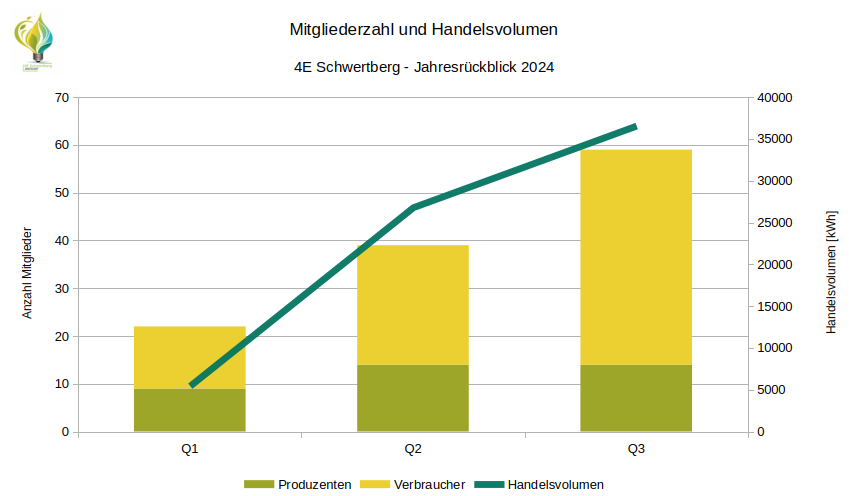 Mitgliederzahl und Handelsvolumen
4E Schwertberg - Jahresrückblick 2024
70
60
50
40
30
20
10
0
Anzahl Mitglieder
40000
35000
30000
25000
20000
15000
10000
5000
0
Handelsvolumen [kWh]
Q1 Q2 Q3
Produzenten Verbraucher Handelsvolumen